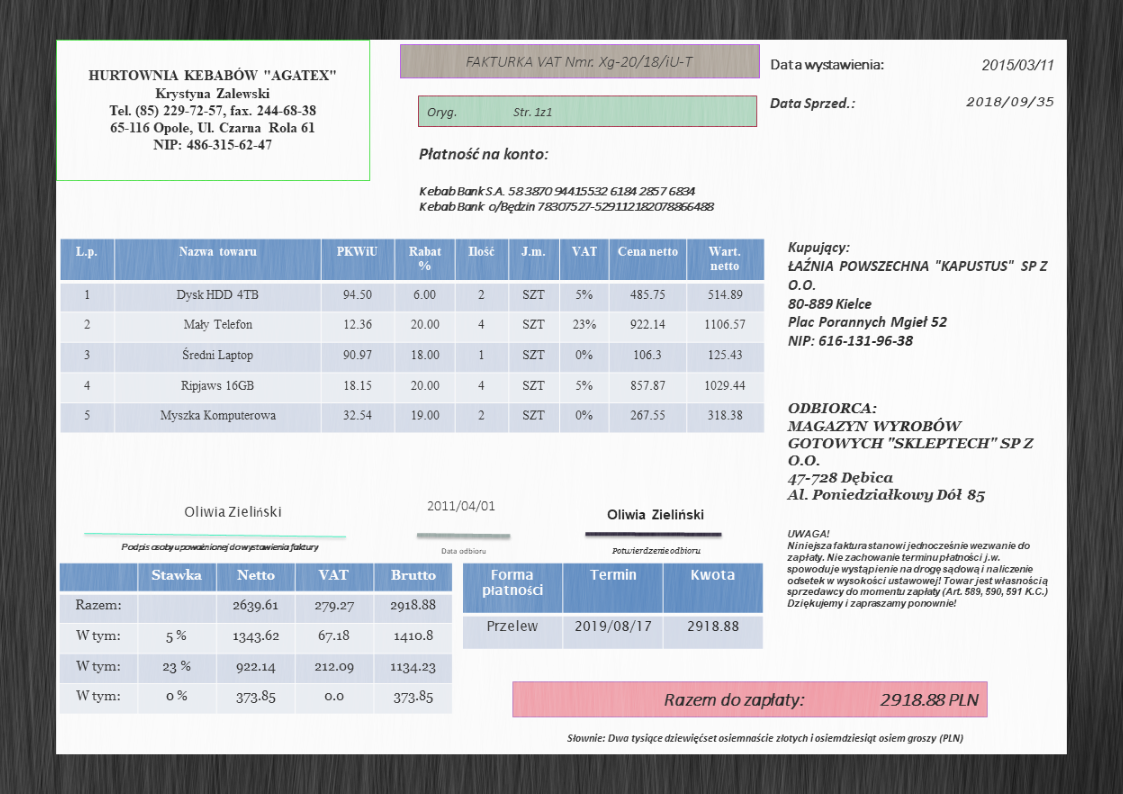 HURTOWNIA KEBABÓW "AGATEX"
Krystyna Zalewski
Tel. (85) 229-72-57, fax. 244-68-38
65-116 Opole, Ul. Czarna Rola 61
NIP: 486-315-62-47
FAKTURKA VAT Nmr. Xg-20/18/iU-T
Oryg. Str. 1z1
Data wystawienia: 2015/03/11
Data Sprzed.: 2018/09/35
Płatność na konto:
Kebab Bank S.A. 58 3870 9441 5532 6184 2857 6834
Kebab Bank o/Będzin 78307527-529112182078866488
L.p. Nazwa towaru PKWiU Rabat % Ilość J.m. VAT Cena netto Wart. netto
1 Dysk HDD 4TB 94.50 6.00 2 SZT 5% 485.75 514.89
2 Mały Telefon 12.36 20.00 4 SZT 23% 922.14 1106.57
3 Średni Laptop 90.97 18.00 1 SZT 0% 106.3 125.43
4 Ripjaws 16GB 18.15 20.00 4 SZT 5% 857.87 1029.44
5 Myszka Komputerowa 32.54 19.00 2 SZT 0% 267.55 318.38
Kupujący:
ŁAŹNIA POWSZECHNA "KAPUSTUS" SP Z
O.O.
80-889 Kielce
Plac Porannych Mgieł 52
NIP: 616-131-96-38
ODBIORCA:
MAGAZYN WYROBÓW
GOTOWYCH "SKLEPTECH" SP Z
O.O.
47-728 Dębica
Al. Poniedziałkowy Dół 85
Oliwia Zieliński
Podpis osoby upoważnionej do wystawienia faktury
2011/04/01
Data odbioru
Oliwia Zieliński
Potwierdzenie odbioru
UWAGA!
Niniejsza faktura stanowi jednocześnie wezwanie do
zapłaty. Nie zachowanie terminu płatności j.w.
spowoduje wystąpienie na drogę sądową i naliczenie
odsetek w wysokości ustawowej! Towar jest własnością
sprzedawcy do momentu zapłaty (Art. 589, 590, 591 K.C.)
Dziękujemy i zapraszamy ponownie!
Stawka Netto VAT Brutto
Razem: 2639.61 279.27 2918.88
W tym: 5 % 1343.62 67.18 1410.8
W tym: 23 % 922.14 212.09 1134.23
W tym: 0 % 373.85 0.0 373.85
Forma płatności Termin Kwota
Przelew 2019/08/17 2918.88
Razem do zapłaty: 2918.88 PLN
Słownie: Dwa tysiące dziewięćset osiemnaście złotych i osiemdziesiąt osiem groszy (PLN)